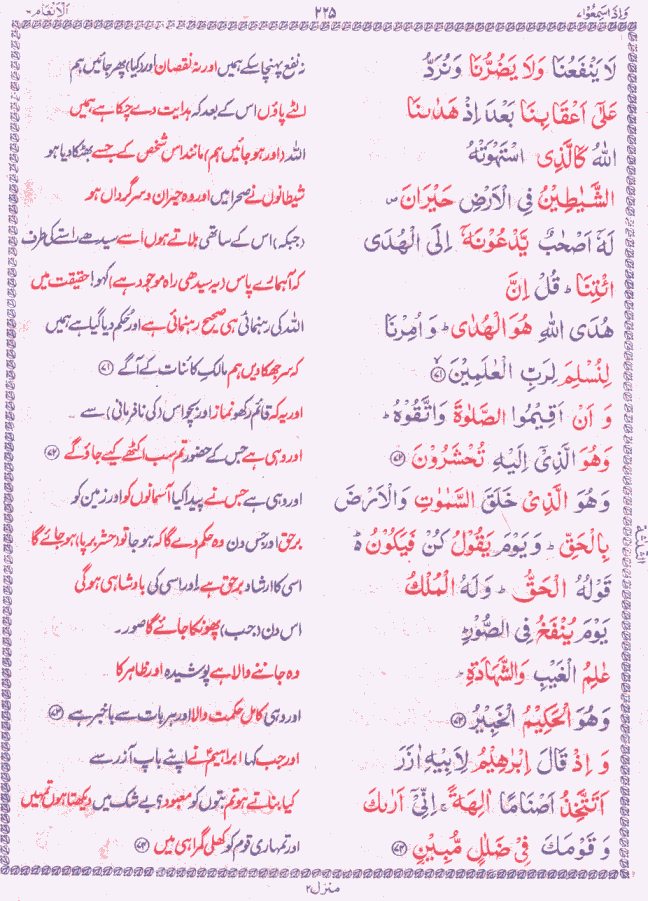 وَاِذَا سَمِعُوْا ٢٢٥ اَلْاَنْعَام
لَا يَنْفَعُنَا وَلَا يَضُرُّنَا وَنُرَدُّ نہ نفع پہنچا سکے ہمیں اور نہ نقصان اور (کیا) پھر جائیں ہم
عَلٰٓى اَعْقَابِنَا بَعْدَ اِذْ هَدٰىنَا الٹے پاؤں اس کے بعد کہ ہدایت دے چکا ہے ہمیں
اللّٰهُ كَالَّذِى اسْتَهْوَتْهُ اللہ (اور ہو جائیں ہم) مانند اس شخص کے جسے بھٹکا دیا ہو
الشَّيٰطِيْنُ فِى الْاَرْضِ حَيْرَانَ ص شیطانوں نے صحرا میں اور وہ حیران و سرگرداں ہو
لَهٗٓ اَصْحٰبٌ يَّدْعُوْنَهٗٓ اِلَى الْهُدَى (جبکہ) اس کے ساتھی بلاتے ہوں اسے سیدھے راستے کی طرف
ائْتِنَا ؕ قُلْ اِنَّ کہ آ ہمارے پاس (یہ سیدھی راہ موجود ہے) کہو! حقیقت میں
هُدَى اللّٰهِ هُوَ الْهُدٰى ؕ وَاُمِرْنَا اللہ کی رہنمائی ہی صحیح رہنمائی ہے اور حکم دیا گیا ہے ہمیں
لِنُسْلِمَ لِرَبِّ الْعٰلَمِيْنَ ﴿٧١﴾ کہ سر جھکا دیں ہم مالکِ کائنات کے آگے ﴿٧١﴾
وَ اَنْ اَقِيْمُوا الصَّلٰوةَ وَاتَّقُوْهُ ؕ اور یہ کہ قائم رکھو نماز اور بچو اس (کی نافرمانی) سے
وَهُوَ الَّذِىْٓ اِلَيْهِ تُحْشَرُوْنَ ﴿٧٢﴾ اور وہی ہے جس کے حضور تم سب اکٹھے کیے جاؤ گے ﴿٧٢﴾
وَهُوَ الَّذِىْ خَلَقَ السَّمٰوٰتِ وَالْاَرْضَ اور وہی ہے جس نے پیدا کیا آسمانوں کو اور زمین کو
بِالْحَقِّ ؕ وَيَوْمَ يَقُوْلُ كُنْ فَيَكُوْنُ ؕ برحق اور جس دن وہ حکم دے گا کہ ہو جا تو (حشر برپا) ہو جائے گا
قَوْلُهُ الْحَقُّ ؕ وَلَهُ الْمُلْكُ اسی کا ارشاد برحق ہے اور اسی کی بادشاہی ہوگی
يَوْمَ يُنْفَخُ فِى الصُّوْرِ ؕ اس دن (جب) پھونکا جائے گا صور۔
عٰلِمُ الْغَيْبِ وَالشَّهَادَةِ ؕ وہ جاننے والا ہے پوشیدہ اور ظاہر کا
وَهُوَ الْحَكِيْمُ الْخَبِيْرُ ﴿٧٣﴾ اور وہی کامل حکمت والا اور ہر بات سے باخبر ہے ﴿٧٣﴾
وَ اِذْ قَالَ اِبْرٰهِيْمُ لِاَبِيْهِ اٰزَرَ اور جب کہا ابراہیمؑ نے اپنے باپ آزر سے
اَتَتَّخِذُ اَصْنَامًا اٰلِهَةً ۚ اِنِّىْٓ اَرٰىكَ کیا بناتے ہو تم بتوں کو معبود؟ بے شک میں دیکھتا ہوں تمہیں
وَ قَوْمَكَ فِىْ ضَلٰلٍ مُّبِيْنٍ ﴿٧٤﴾ اور تمہاری قوم کو کھلی گمراہی میں ﴿٧٤﴾
منزل ٢